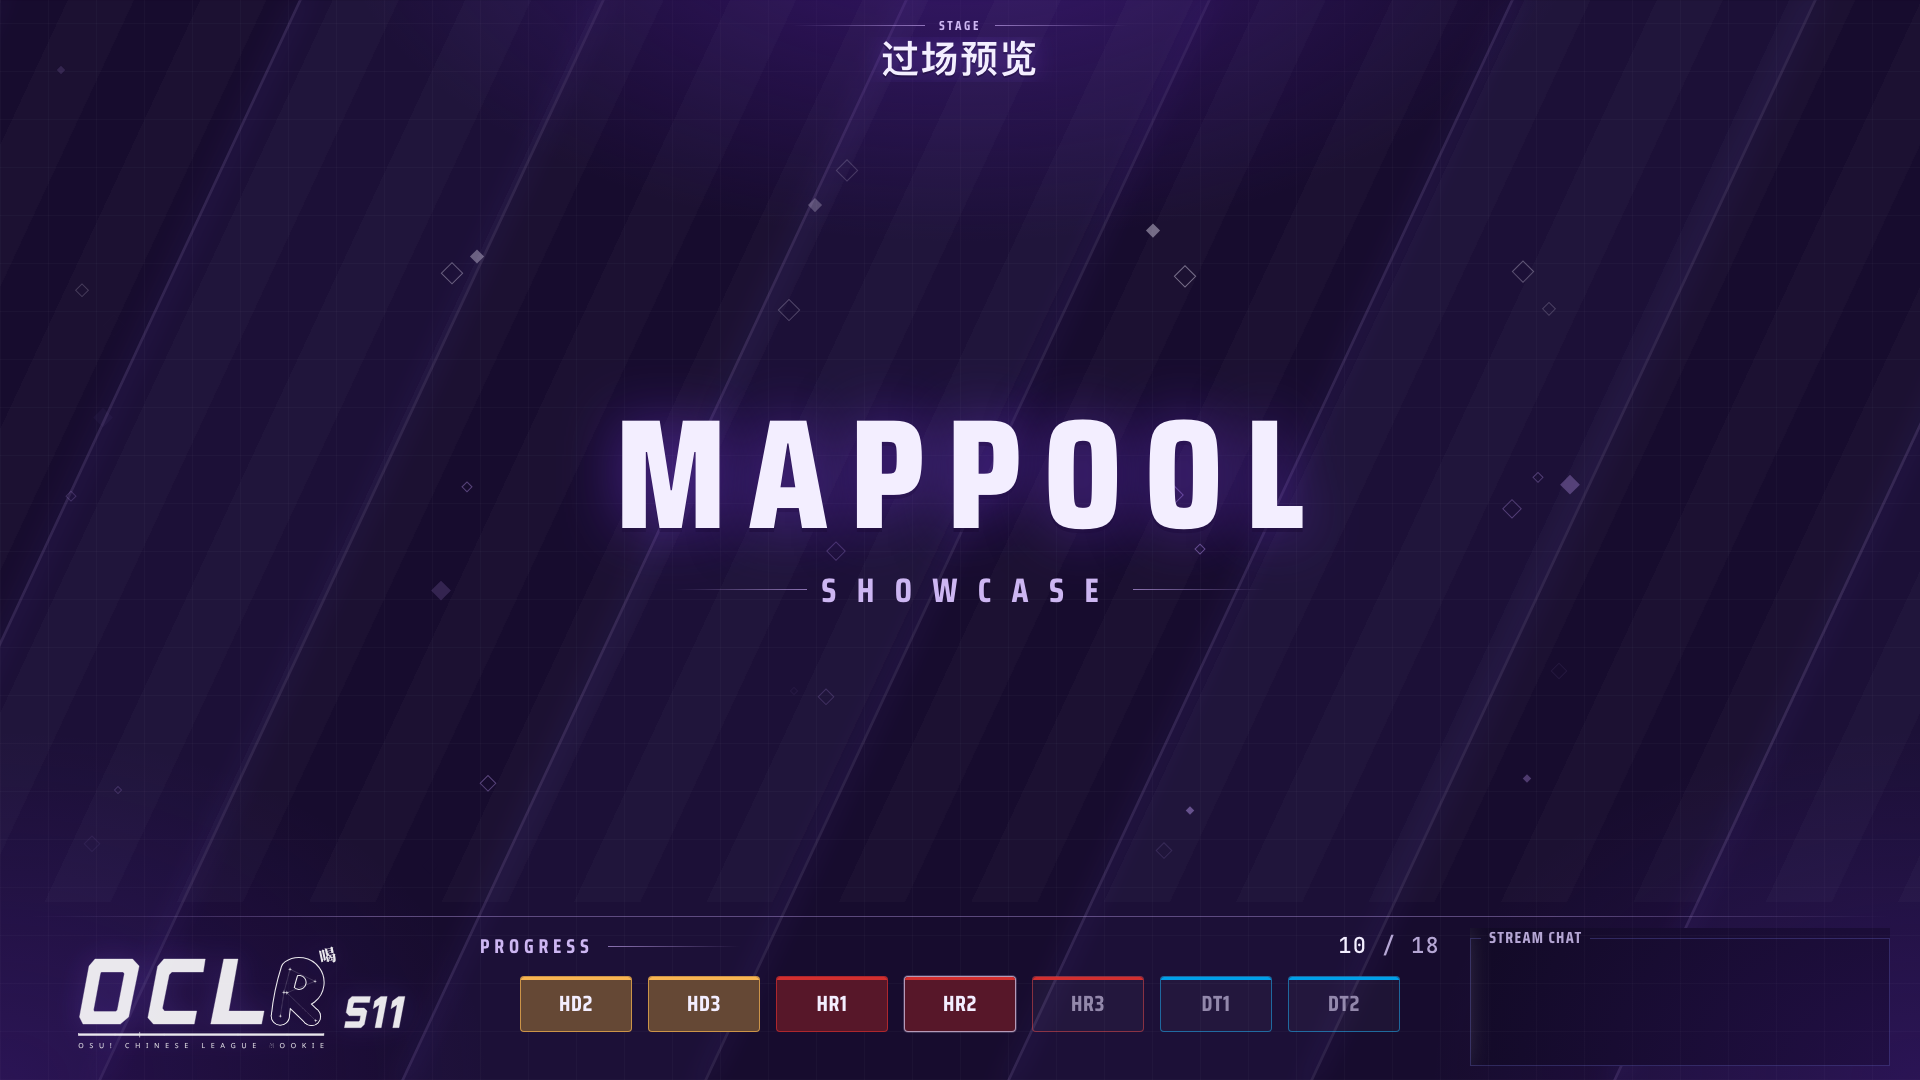 STAGE
过场预览
MAPPOOL
SHOWCASE
PROGRESS
10 / 18
STREAM CHAT
HD2
HD3
HR1
HR2
HR3
DT1
DT2
OCLR
S11
OSU! CHINESE LEAGUE ROOKIE